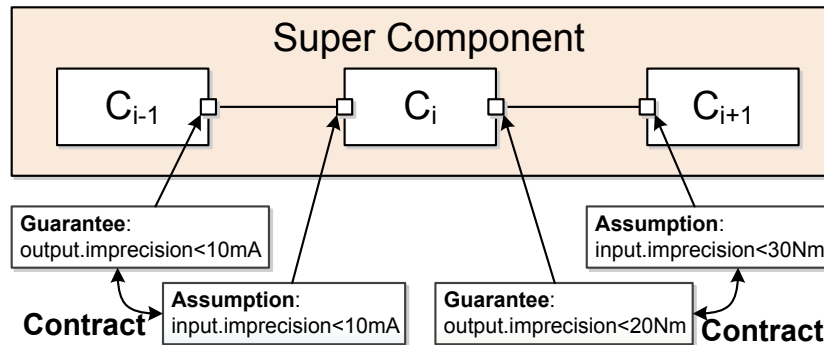 Super Component
C_{i-1}
C_i
C_{i+1}
Guarantee:
output.imprecision<10mA
Assumption:
input.imprecision<10mA
Contract
Guarantee:
output.imprecision<20Nm
Assumption:
input.imprecision<30Nm
Contract